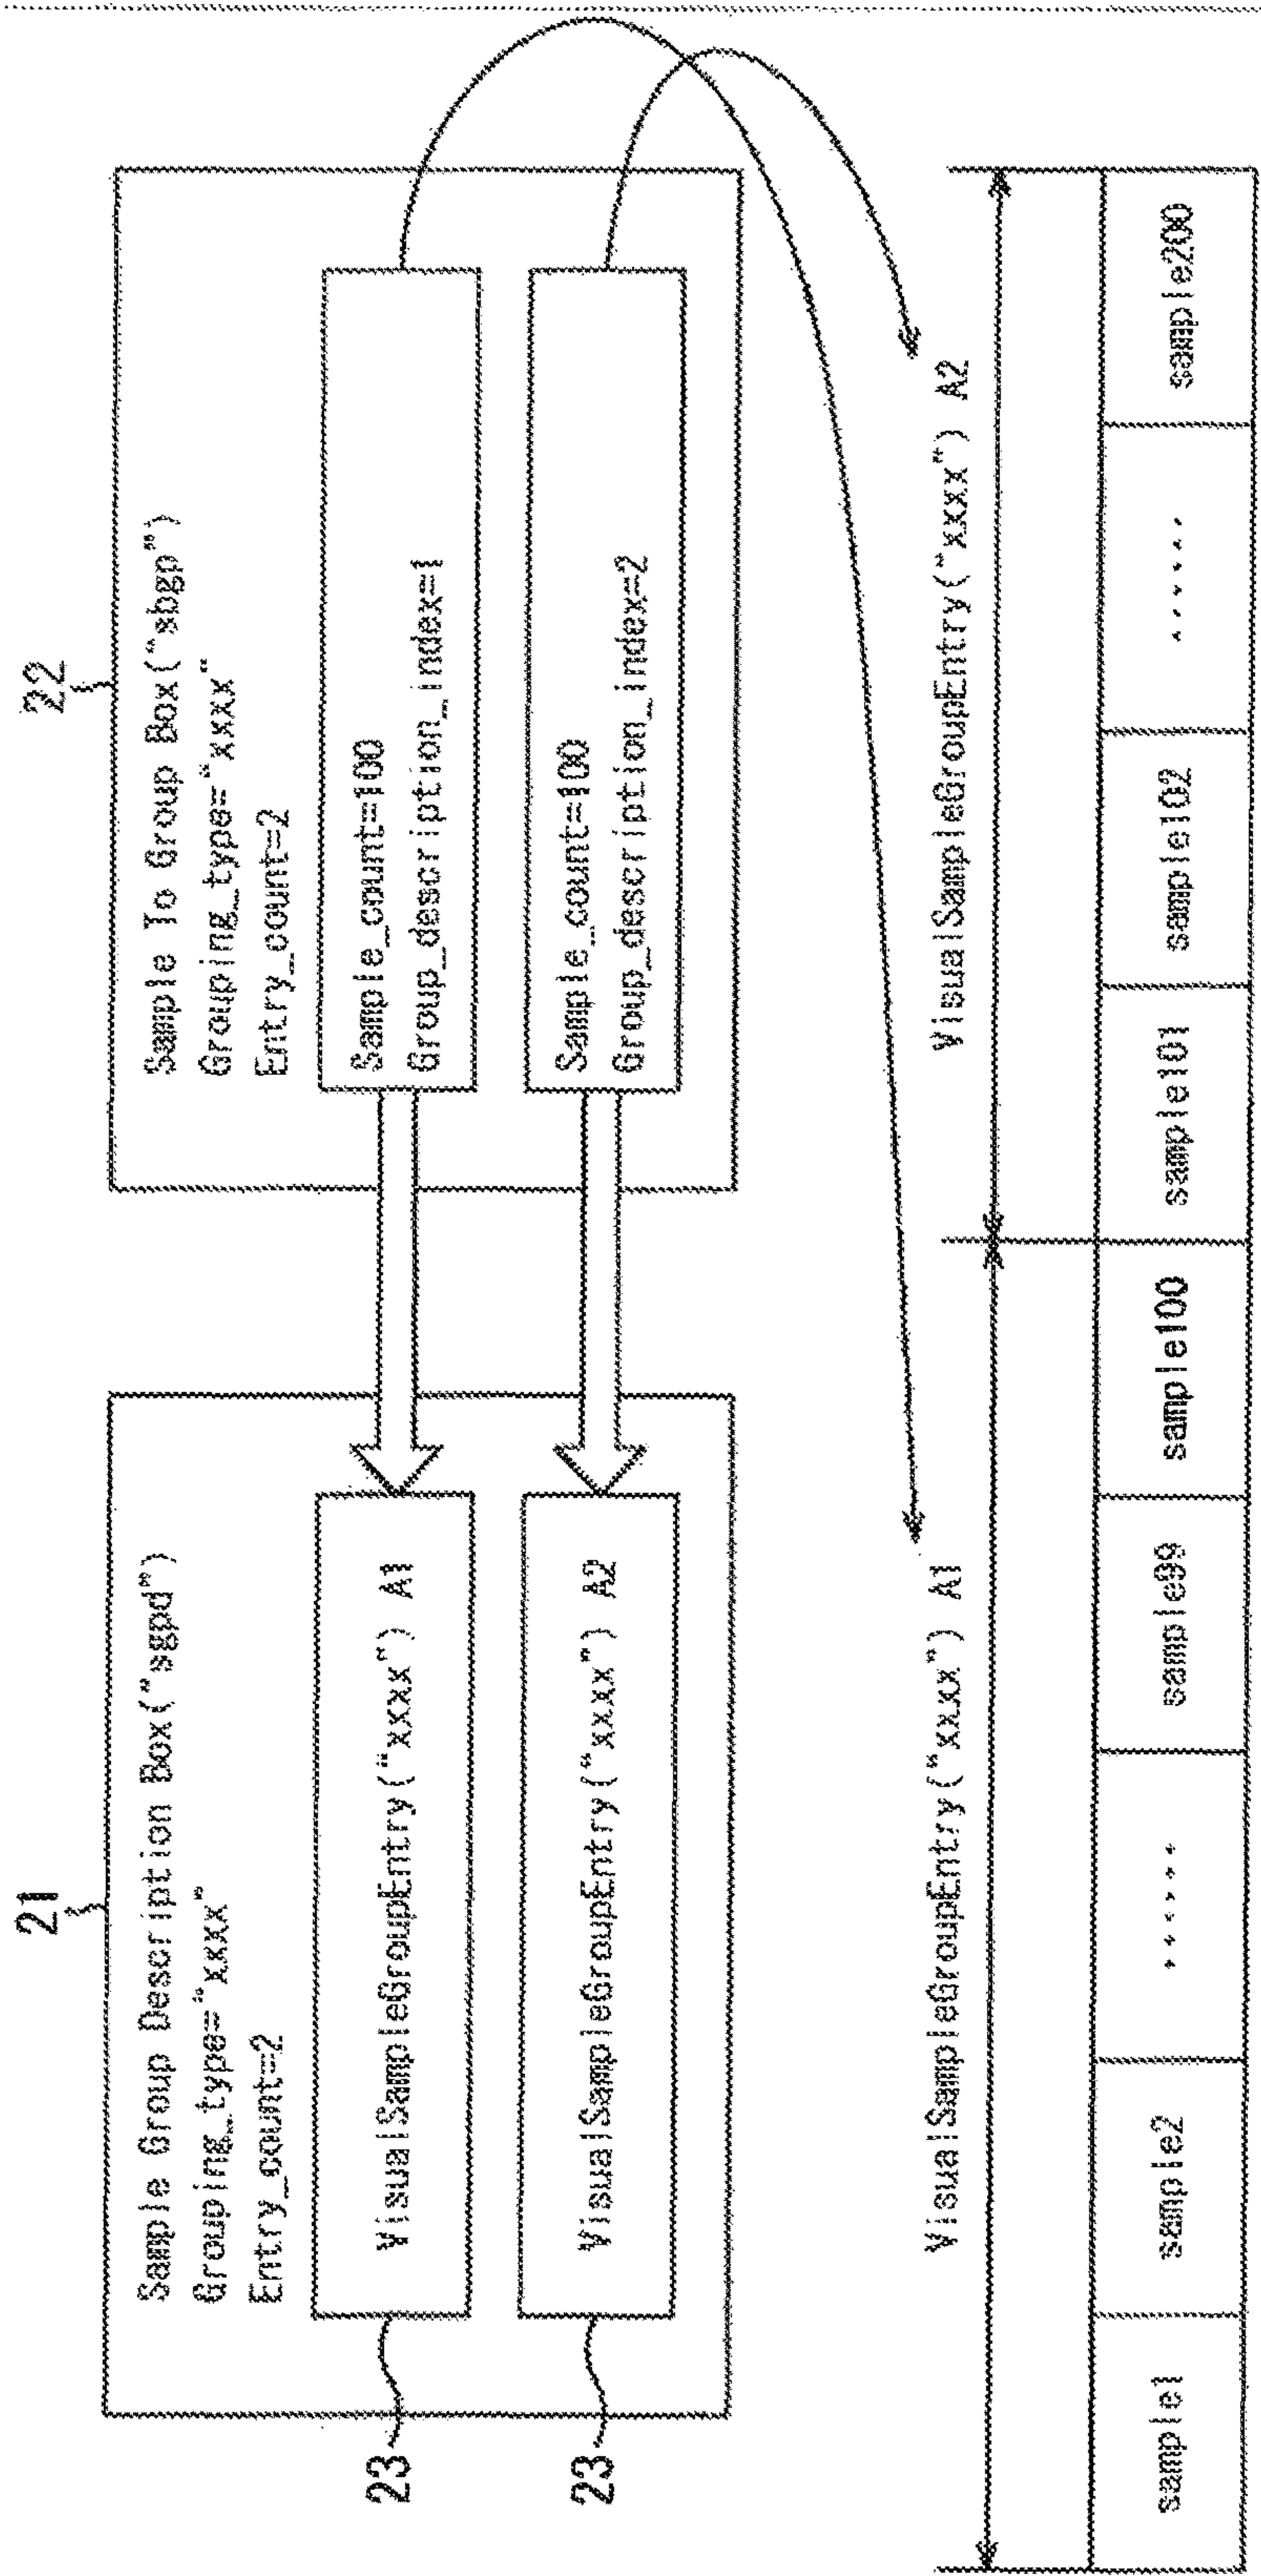 21
Sample Group Description Box("sgpd")
Grouping_type="xxxx"
Entry_count=2
23
VisualSampleGroupEntry("xxxx") A1
23
VisualSampleGroupEntry("xxxx") A2
22
Sample To Group Box("sbgp")
Grouping_type="xxxx"
Entry_count=2
Sample_count=100
Group_description_index=1
Sample_count=100
Group_description_index=2
VisualSampleGroupEntry("xxxx") A1
VisualSampleGroupEntry("xxxx") A2
sample1
sample2
......
sample99
sample100
sample101
sample102
......
sample200